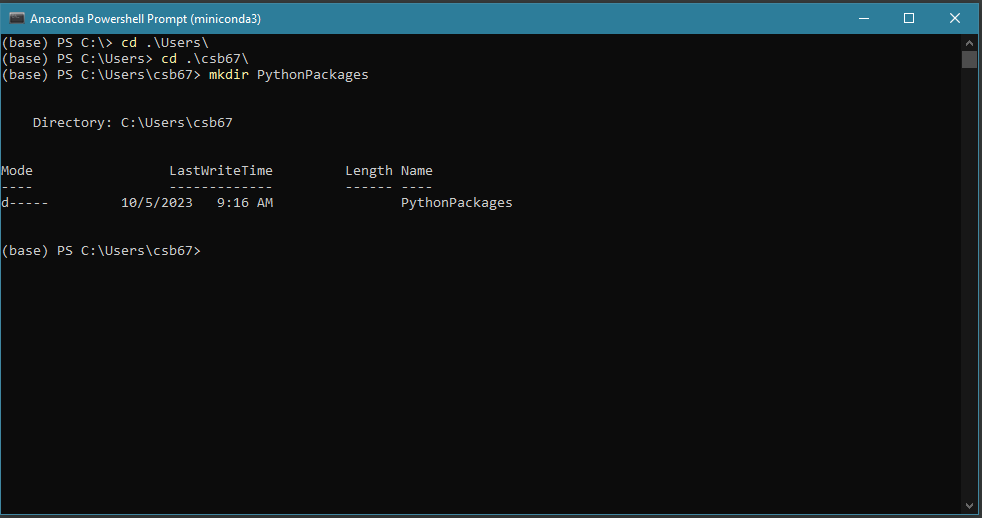 Anaconda Powershell Prompt (miniconda3)
(base) PS C:\> cd .\Users\
(base) PS C:\Users> cd .\csb67\
(base) PS C:\Users\csb67> mkdir PythonPackages
Directory: C:\Users\csb67
Mode                 LastWriteTime         Length Name
----                 -------------         ------ ----
d-----         10/5/2023   9:16 AM                PythonPackages
(base) PS C:\Users\csb67>